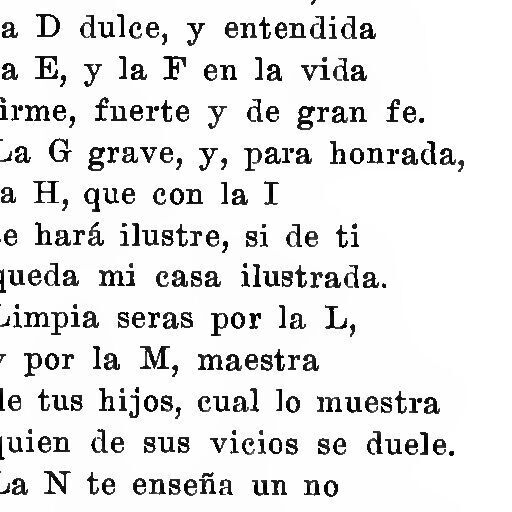 a D dulce, y entendida
a E, y la F en la vida
irme, fuerte y de gran fe.
La G grave, y, para honrada,
a H, que con la I
e hará ilustre, si de ti
queda mi casa ilustrada.
Limpia seras por la L,
y por la M, maestra
de tus hijos, cual lo muestra
quien de sus vicios se duele.
La N te enseña un no